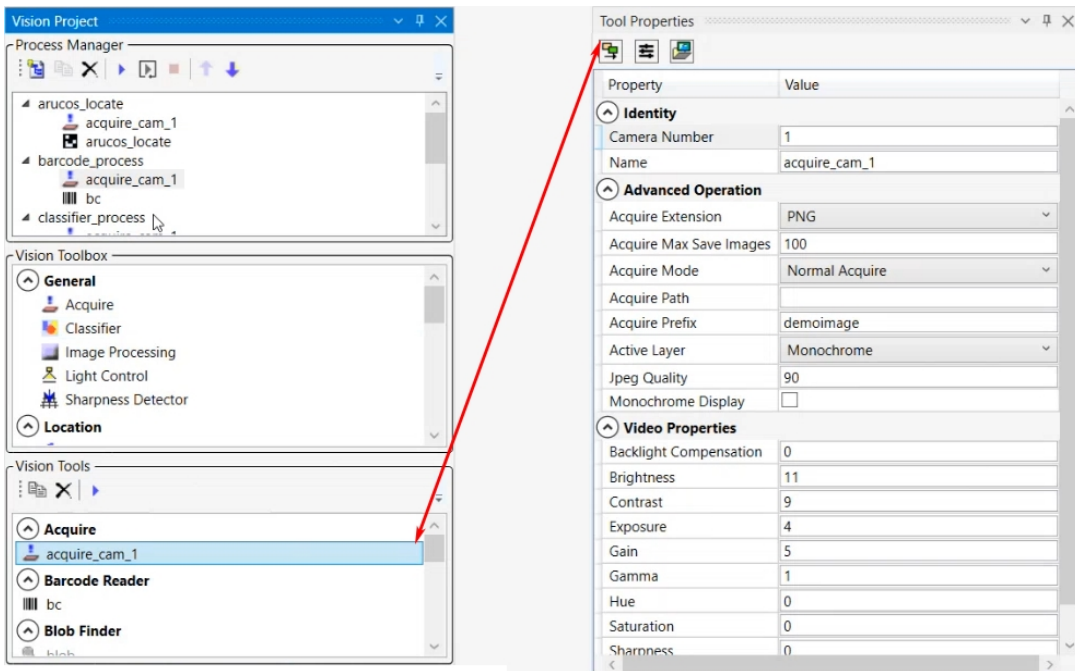 Vision Project
Process Manager
arucos_locate
acquire_cam_1
arucos_locate
barcode_process
acquire_cam_1
bc
classifier_process
acquire_cam_1
Vision Toolbox
General
Acquire
Classifier
Image Processing
Light Control
Sharpness Detector
Location
Vision Tools
Acquire
acquire_cam_1
Barcode Reader
bc
Blob Finder
blob
Tool Properties
Property Value
Identity
Camera Number 1
Name acquire_cam_1
Advanced Operation
Acquire Extension PNG
Acquire Max Save Images 100
Acquire Mode Normal Acquire
Acquire Path
Acquire Prefix demoimage
Active Layer Monochrome
Jpeg Quality 90
Monochrome Display
Video Properties
Backlight Compensation 0
Brightness 11
Contrast 9
Exposure 4
Gain 5
Gamma 1
Hue 0
Saturation 0
Sharpness 0